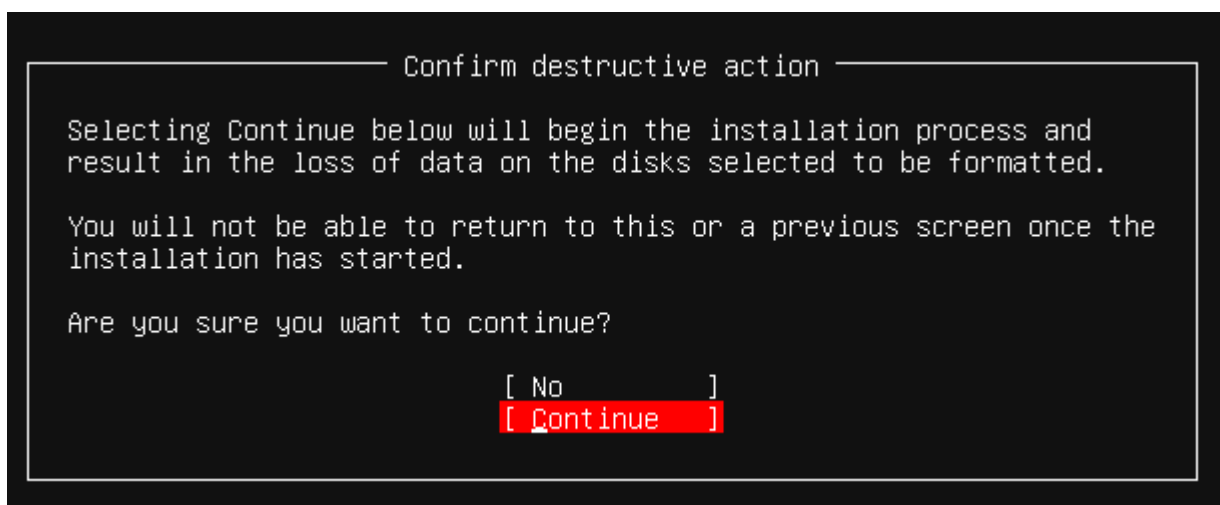 Confirm destructive action
Selecting Continue below will begin the installation process and
result in the loss of data on the disks selected to be formatted.
You will not be able to return to this or a previous screen once the
installation has started.
Are you sure you want to continue?
[ No ]
[ Continue ]